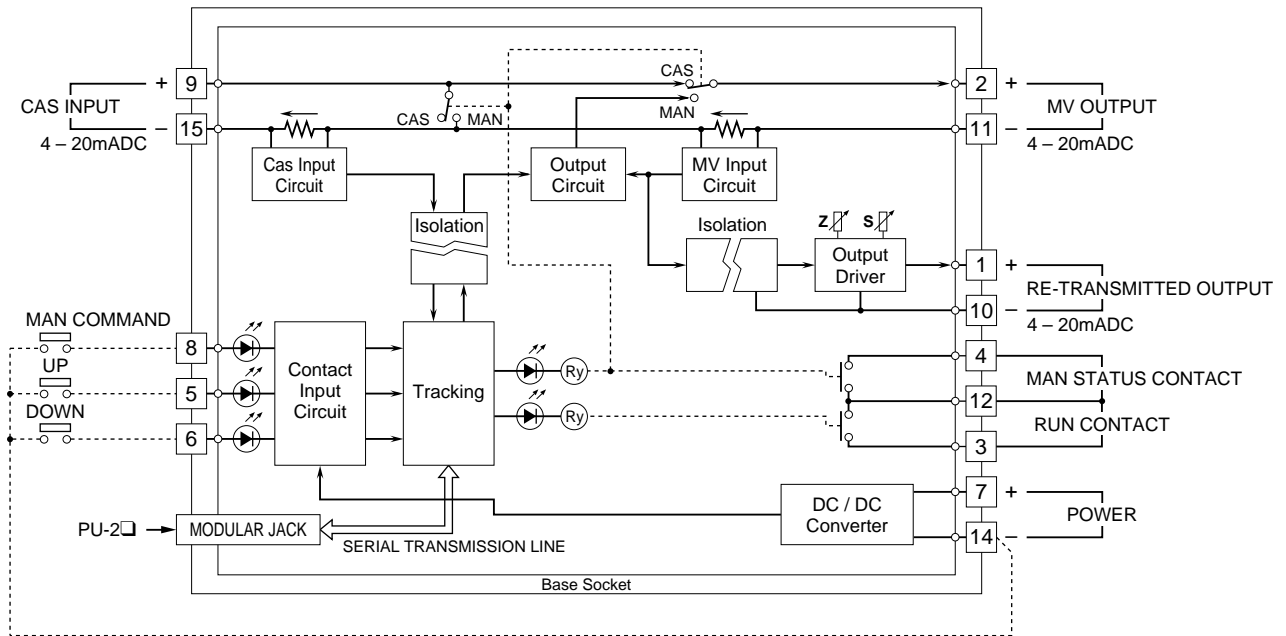 CAS
+ 9
2 +
CAS INPUT
MV OUTPUT
CAS MAN
MAN
− 15
11 −
4 – 20mADC
4 – 20mADC
Cas Input
Circuit
Output
Circuit
MV Input
Circuit
Isolation
Isolation
Z
S
Output
Driver
1 +
RE-TRANSMITTED OUTPUT
10 −
4 – 20mADC
MAN COMMAND
8
UP
5
DOWN
6
Contact
Input
Circuit
Tracking
Ry
Ry
4
MAN STATUS CONTACT
12
RUN CONTACT
3
7 +
POWER
14 −
DC / DC
Converter
PU-2❑
MODULAR JACK
SERIAL TRANSMISSION LINE
Base Socket